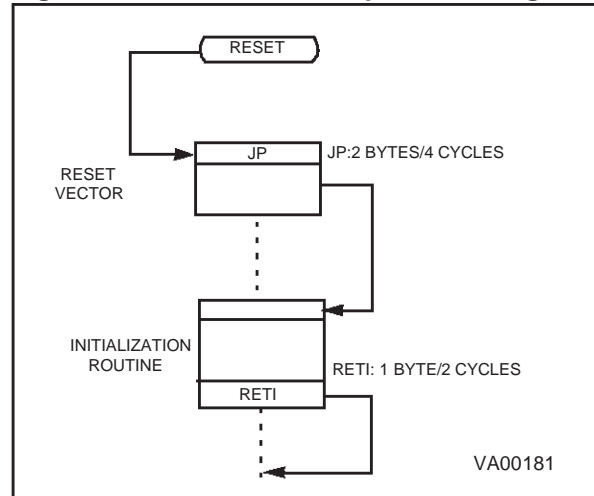 RESET
JP
JP:2 BYTES/4 CYCLES
RESET
VECTOR
INITIALIZATION
ROUTINE
RETI: 1 BYTE/2 CYCLES
RETI
VA00181